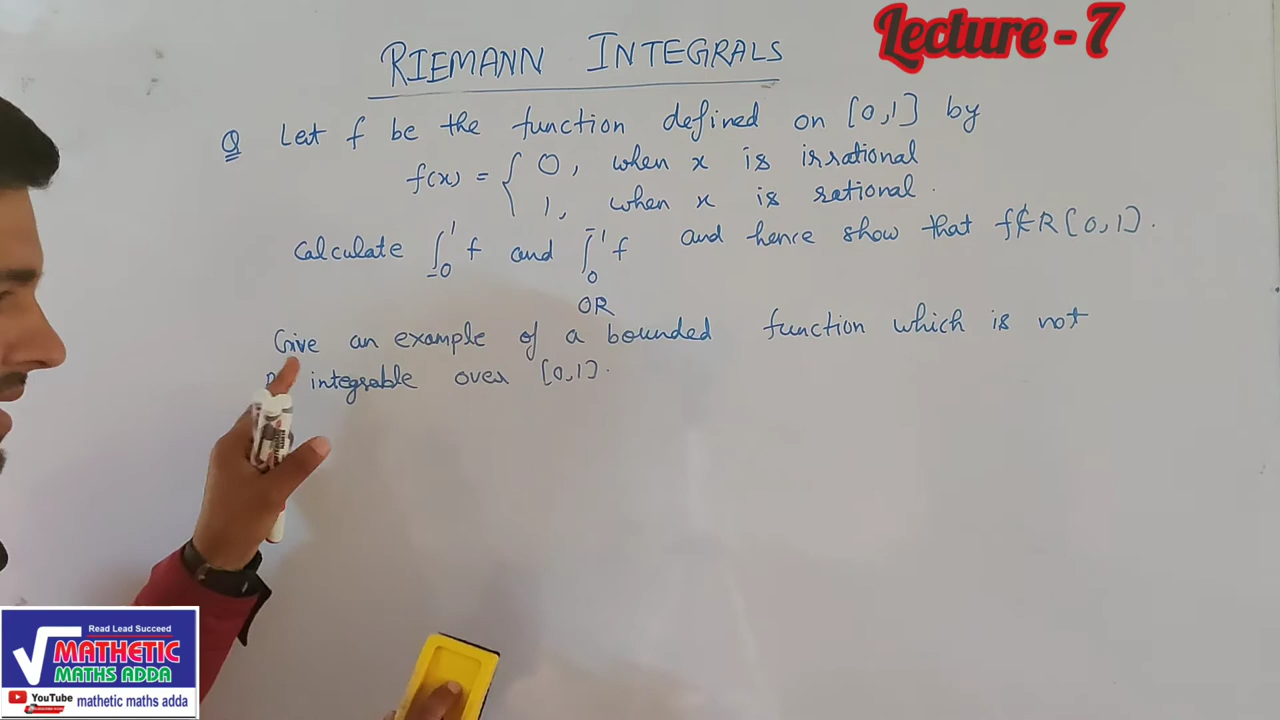 Lecture - 7
RIEMANN INTEGRALS
Q Let f be the function defined on [0,1] by
f(x) = { 0, when x is irrational
1, when x is rational.
Calculate ∫_0^1 f and ∫_0^1 f and hence show that f∉R[0,1].
OR
Give an example of a bounded function which is not
integrable over [0,1].
Read Lead Succeed
MATHETIC
MATHS ADDA
YouTube mathetic maths adda